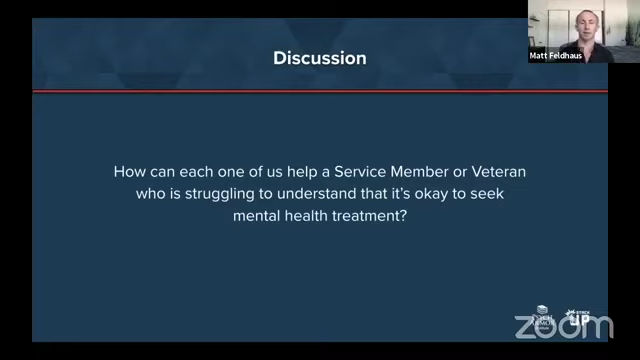 Discussion
Matt Feldhaus
How can each one of us help a Service Member or Veteran
who is struggling to understand that it's okay to seek
mental health treatment?
zoom